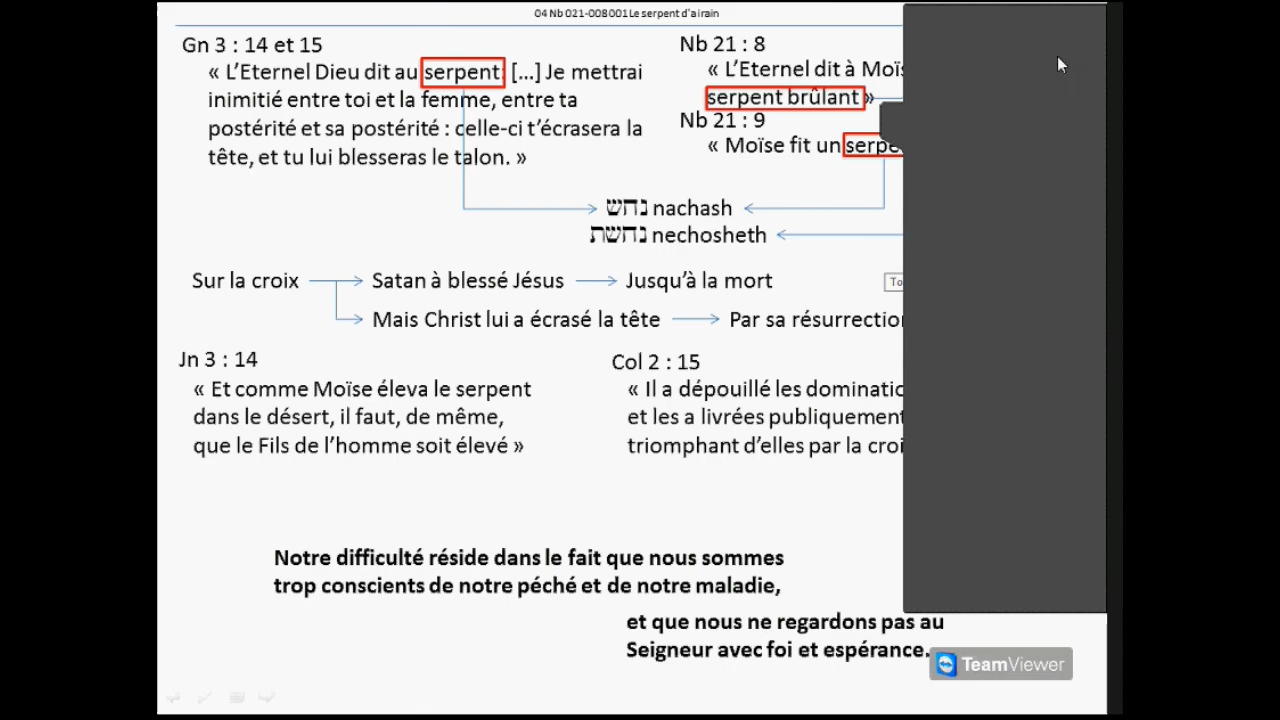 04 Nb 021-008001Le serpent d'airain
Gn 3 : 14 et 15
« L'Eternel Dieu dit au serpent: [...] Je mettrai
inimitié entre toi et la femme, entre ta
postérité et sa postérité : celle-ci t'écrasera la
tête, et tu lui blesseras le talon. »
Nb 21 : 8
« L'Eternel dit à Moï
serpent brûlant »
Nb 21 : 9
« Moïse fit un serpe
נחש nachash
נחשת nechosheth
Sur la croix
Satan à blessé Jésus
Jusqu'à la mort
To
Mais Christ lui a écrasé la tête
Par sa résurrection
Jn 3 : 14
« Et comme Moïse éleva le serpent
dans le désert, il faut, de même,
que le Fils de l'homme soit élevé »
Col 2 : 15
« Il a dépouillé les dominatio
et les a livrées publiquement
triomphant d'elles par la croi
Notre difficulté réside dans le fait que nous sommes
trop conscients de notre péché et de notre maladie,
et que nous ne regardons pas au
Seigneur avec foi et espérance.
TeamViewer